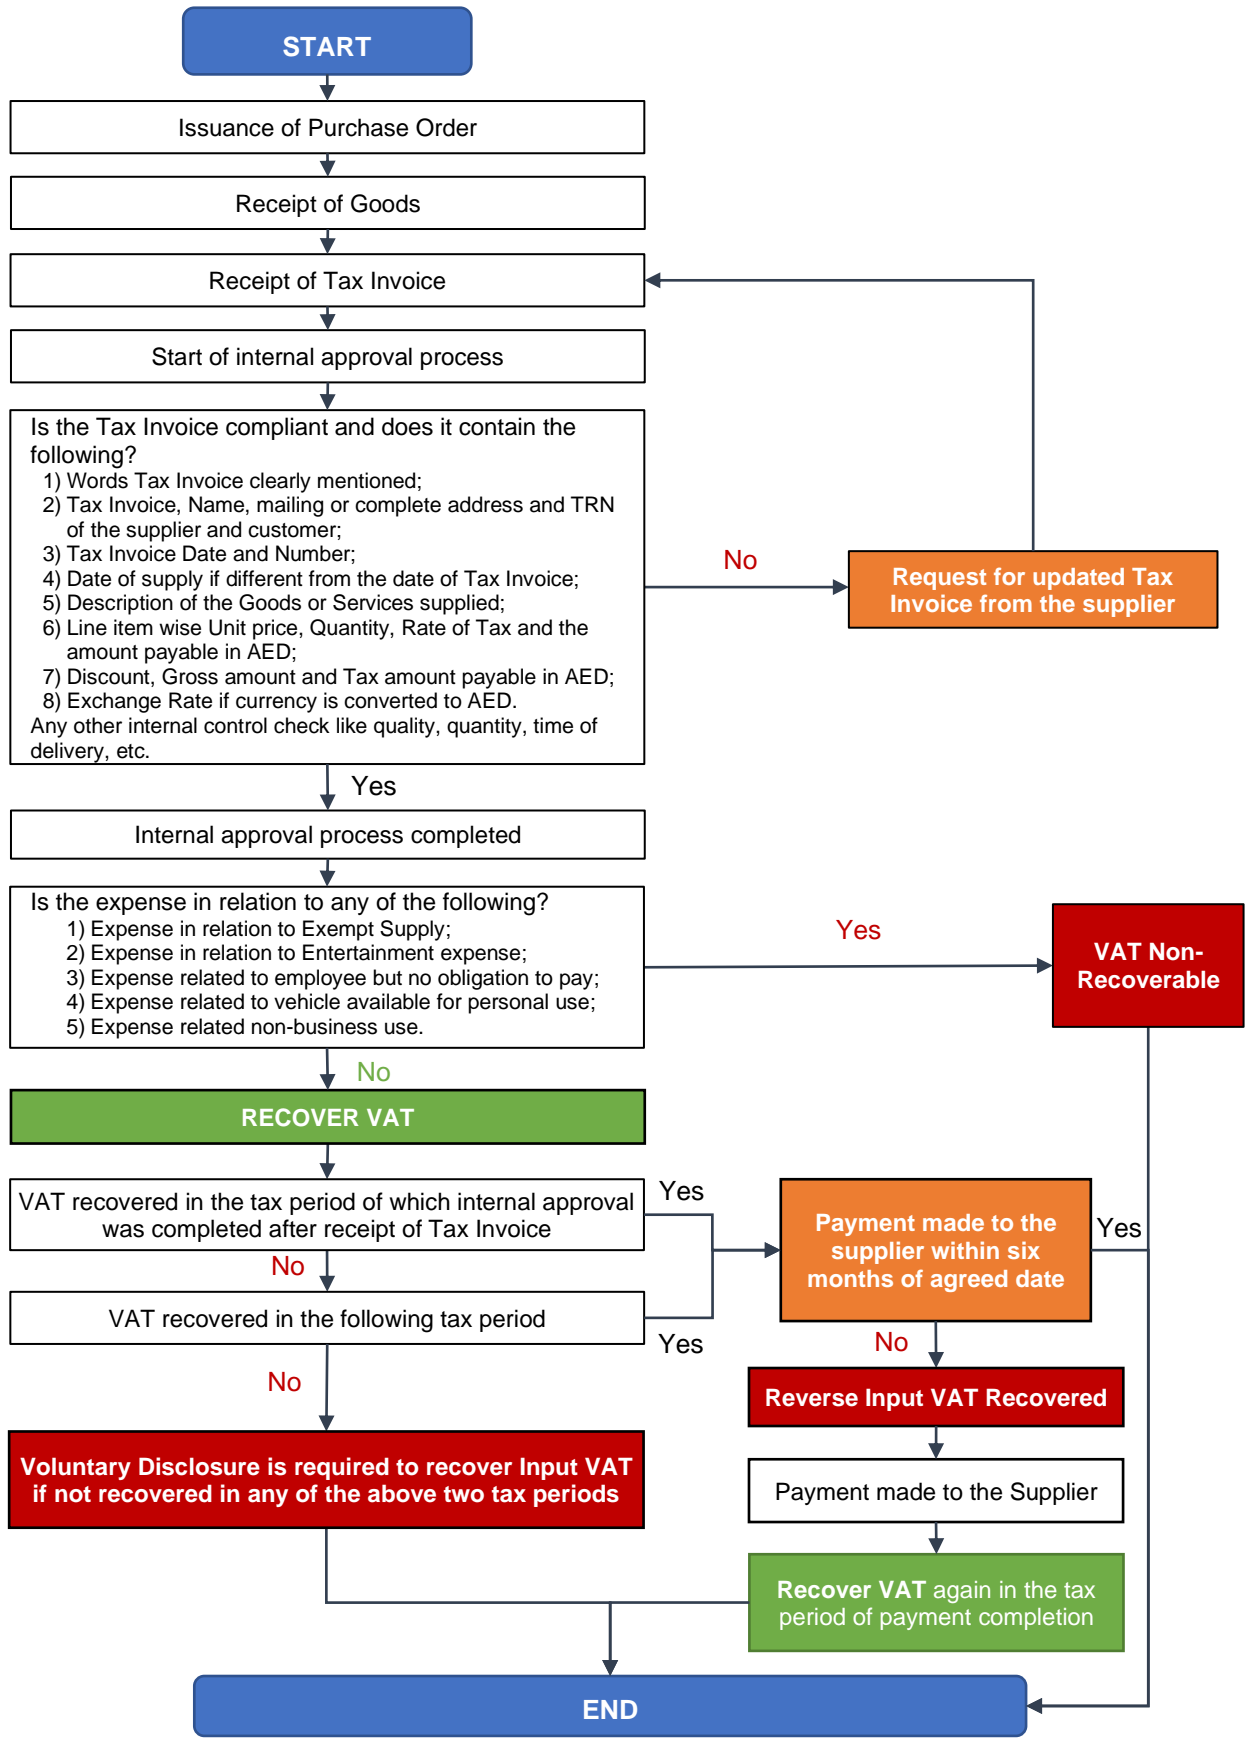 START
Issuance of Purchase Order
Receipt of Goods
Receipt of Tax Invoice
Start of internal approval process
Is the Tax Invoice compliant and does it contain the
following?
1) Words Tax Invoice clearly mentioned;
2) Tax Invoice, Name, mailing or complete address and TRN
of the supplier and customer;
3) Tax Invoice Date and Number;
4) Date of supply if different from the date of Tax Invoice;
5) Description of the Goods or Services supplied;
6) Line item wise Unit price, Quantity, Rate of Tax and the
amount payable in AED;
7) Discount, Gross amount and Tax amount payable in AED;
8) Exchange Rate if currency is converted to AED.
Any other internal control check like quality, quantity, time of
delivery, etc.
No
Request for updated Tax
Invoice from the supplier
Yes
Internal approval process completed
Is the expense in relation to any of the following?
1) Expense in relation to Exempt Supply;
2) Expense in relation to Entertainment expense;
3) Expense related to employee but no obligation to pay;
4) Expense related to vehicle available for personal use;
5) Expense related non-business use.
Yes
VAT Non-
Recoverable
No
RECOVER VAT
VAT recovered in the tax period of which internal approval
was completed after receipt of Tax Invoice
Yes
Payment made to the
supplier within six
months of agreed date
Yes
No
VAT recovered in the following tax period
Yes
No
Reverse Input VAT Recovered
No
Voluntary Disclosure is required to recover Input VAT
if not recovered in any of the above two tax periods
Payment made to the Supplier
Recover VAT again in the tax
period of payment completion
END